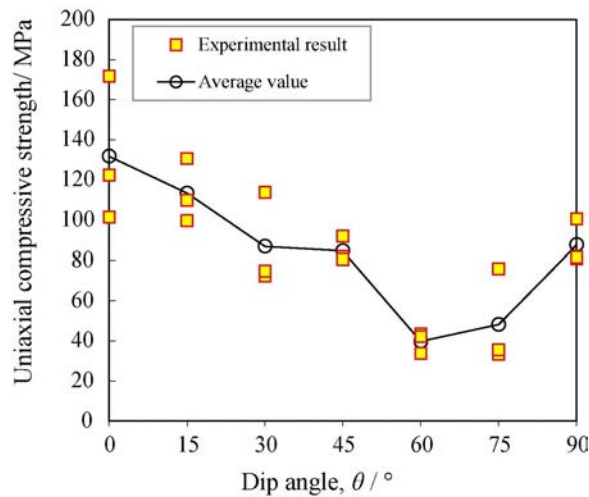 Uniaxial compressive strength/ MPa
200
180
160
140
120
100
80
60
40
20
0
Experimental result
Average value
0 15 30 45 60 75 90
Dip angle, θ / °